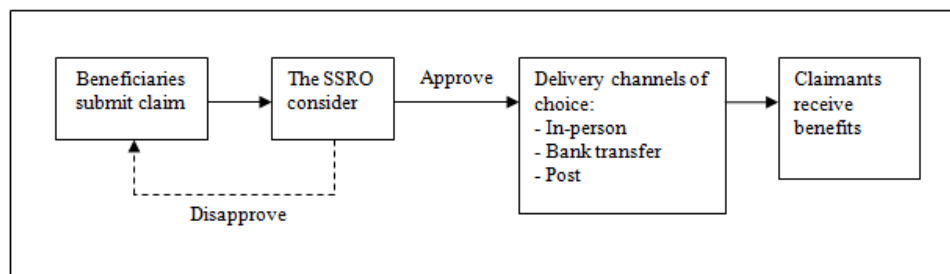 Beneficiaries
submit claim
The SSRO
consider
Approve
Delivery channels of
choice:
- In-person
- Bank transfer
- Post
Claimants
receive
benefits
Disapprove